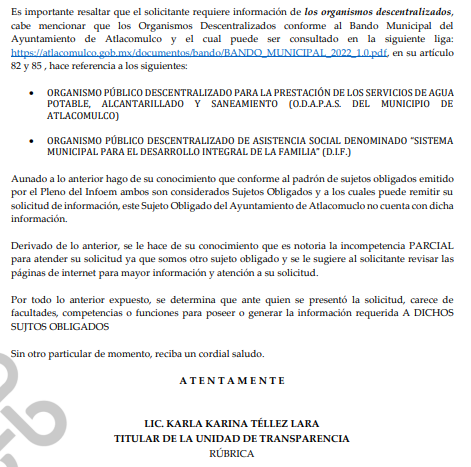 Es importante resaltar que el solicitante requiere información de los organismos descentralizados,
cabe mencionar que los Organismos Descentralizados conforme al Bando Municipal del
Ayuntamiento de Atlacomulco y el cual puede ser consultado en la siguiente liga:
https://atlacomulco.gob.mx/documentos/bando/BANDO_MUNICIPAL_2022_1.0.pdf, en su artículo
82 y 85 , hace referencia a los siguientes:
• ORGANISMO PÚBLICO DESCENTRALIZADO PARA LA PRESTACIÓN DE LOS SERVICIOS DE AGUA
POTABLE, ALCANTARILLADO Y SANEAMIENTO (O.D.A.P.A.S. DEL MUNICIPIO DE
ATLACOMULCO)
• ORGANISMO PÚBLICO DESCENTRALIZADO DE ASISTENCIA SOCIAL DENOMINADO “SISTEMA
MUNICIPAL PARA EL DESARROLLO INTEGRAL DE LA FAMILIA” (D.I.F.)
Aunado a lo anterior hago de su conocimiento que conforme al padrón de sujetos obligados emitido
por el Pleno del Infoem ambos son considerados Sujetos Obligados y a los cuales puede remitir su
solicitud de información, este Sujeto Obligado del Ayuntamiento de Atlacomuclo no cuenta con dicha
información.
Derivado de lo anterior, se le hace de su conocimiento que es notoria la incompetencia PARCIAL
para atender su solicitud ya que somos otro sujeto obligado y se le sugiere al solicitante revisar las
páginas de internet para mayor información y atención a su solicitud.
Por todo lo anterior expuesto, se determina que ante quien se presentó la solicitud, carece de
facultades, competencias o funciones para poseer o generar la información requerida A DICHOS
SUJTOS OBLIGADOS
Sin otro particular de momento, reciba un cordial saludo.
A T E N T A M E N T E
LIC. KARLA KARINA TÉLLEZ LARA
TITULAR DE LA UNIDAD DE TRANSPARENCIA
RÚBRICA